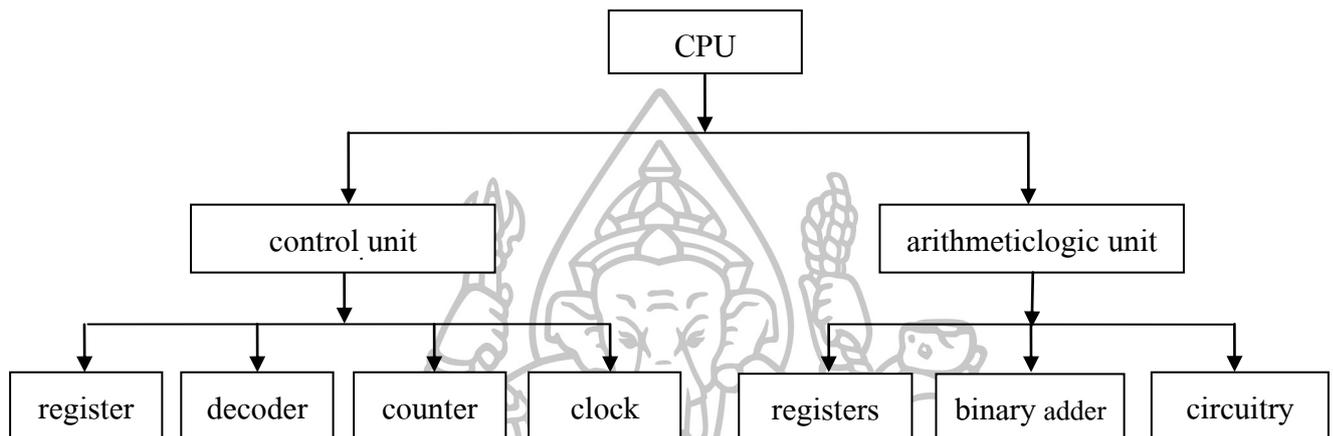 CPU
control unit
arithmeticlogic unit
register
decoder
counter
clock
registers
binary adder
circuitry